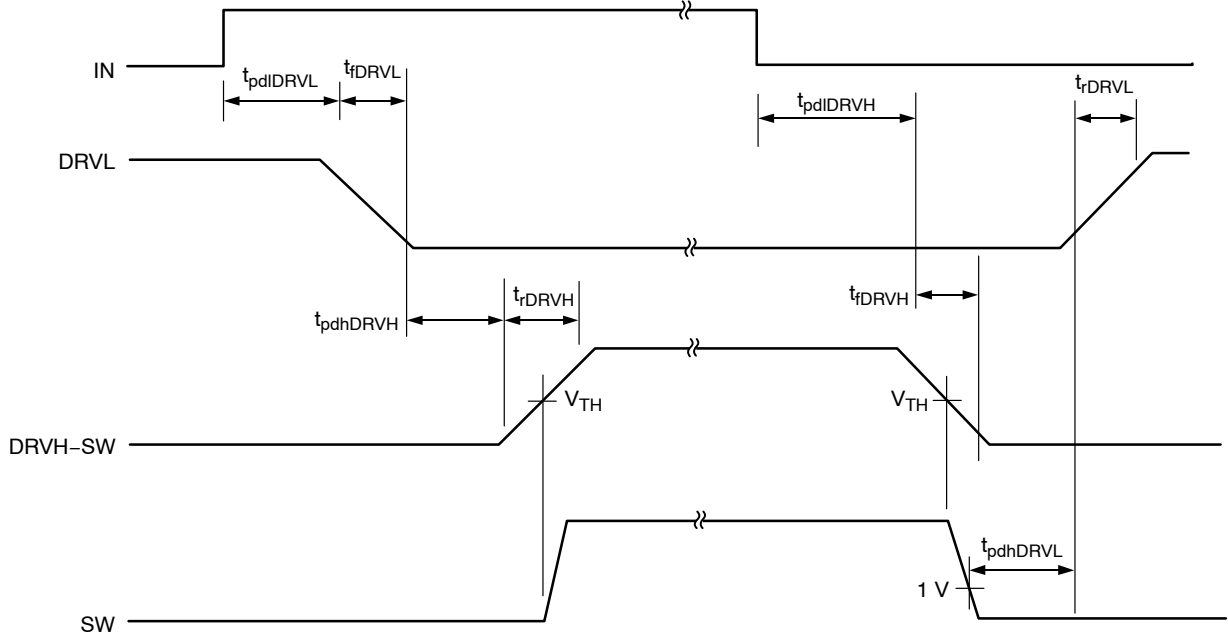 IN
tpdlDRVL
tfDRVL
tpdlDRVH
trDRVL
DRVL
tpdhDRVH
trDRVH
tfDRVH
VTH
VTH
DRVH−SW
tpdhDRVL
1 V
SW